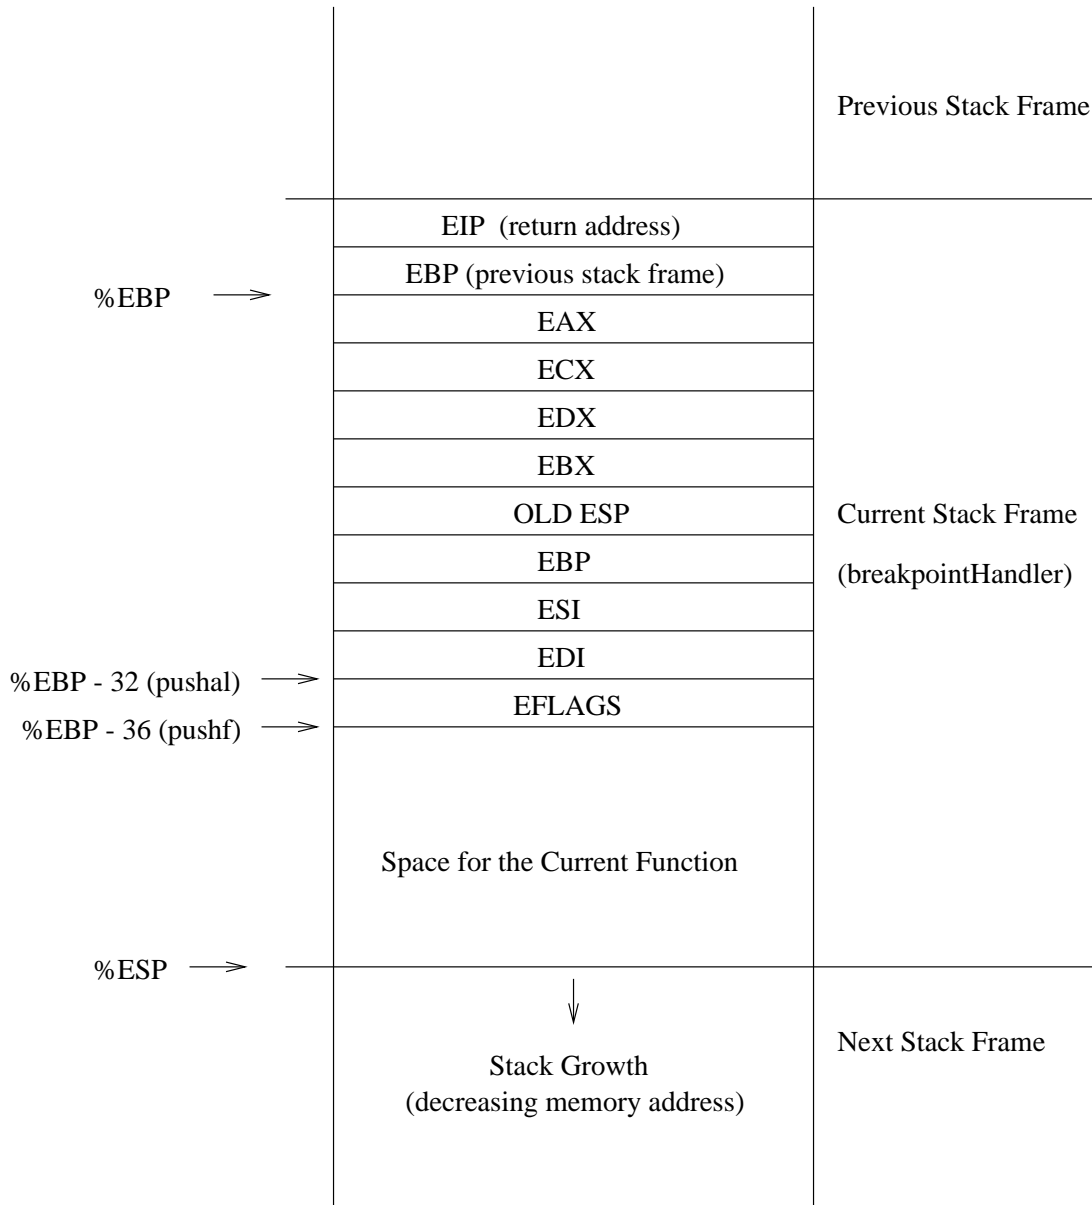 Previous Stack Frame
EIP (return address)
EBP (previous stack frame)
%EBP
EAX
ECX
EDX
EBX
OLD ESP
Current Stack Frame
EBP
(breakpointHandler)
ESI
EDI
%EBP - 32 (pushal)
EFLAGS
%EBP - 36 (pushf)
Space for the Current Function
%ESP
Next Stack Frame
Stack Growth
(decreasing memory address)